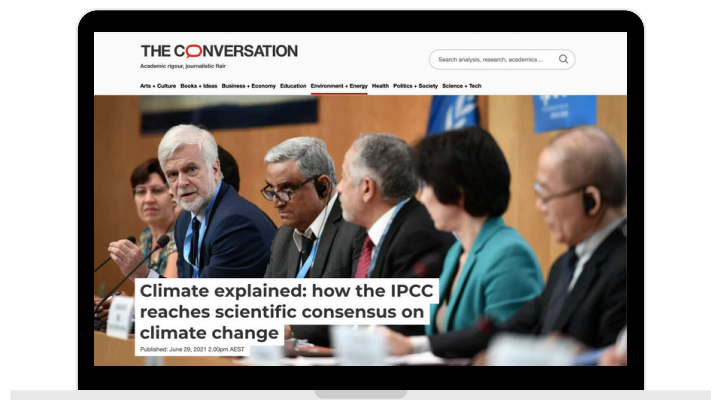 THE CONVERSATION
Academic rigour, journalistic flair
Search analysis, research, academics...
Arts + Culture Books + Ideas Business + Economy Education Environment + Energy Health Politics + Society Science + Tech
Climate explained: how the IPCC
reaches scientific consensus on
climate change
Published: June 29, 2021 2.00pm AEST